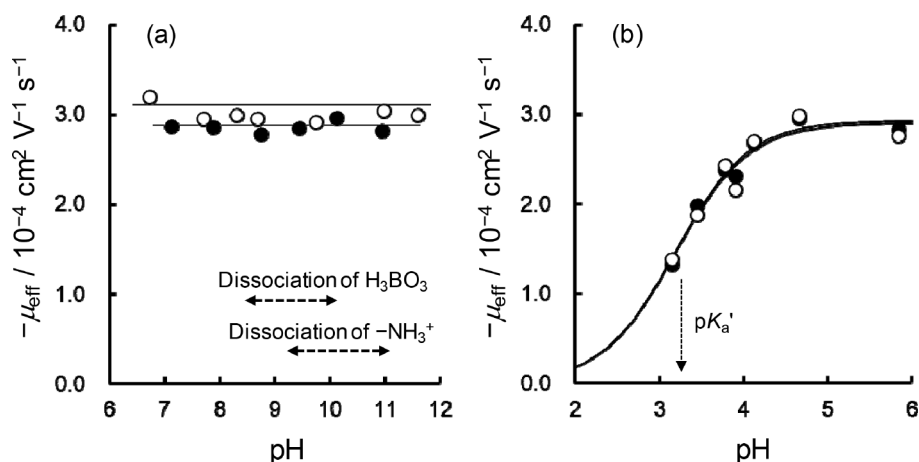 (a)
−μeff / 10⁻⁴ cm² V⁻¹ s⁻¹
4.0
3.0
2.0
1.0
0.0
Dissociation of H₃BO₃
Dissociation of −NH₃⁺
6 7 8 9 10 11 12
pH
(b)
−μeff / 10⁻⁴ cm² V⁻¹ s⁻¹
4.0
3.0
2.0
1.0
0.0
pKa'
2 3 4 5 6
pH